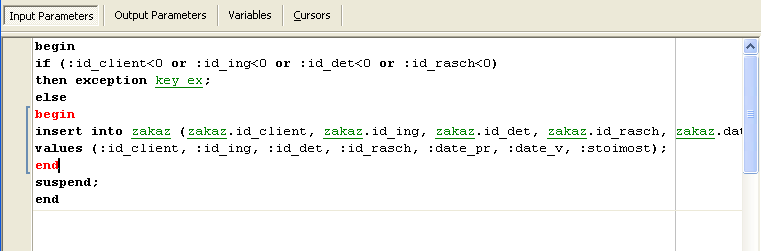 Input Parameters Output Parameters Variables Cursors
begin
if (:id_client<0 or :id_ing<0 or :id_det<0 or :id_rasch<0)
then exception key_ex;
else
begin
insert into zakaz (zakaz.id_client, zakaz.id_ing, zakaz.id_det, zakaz.id_rasch, zakaz.dat
values (:id_client, :id_ing, :id_det, :id_rasch, :date_pr, :date_v, :stoimost);
end
suspend;
end